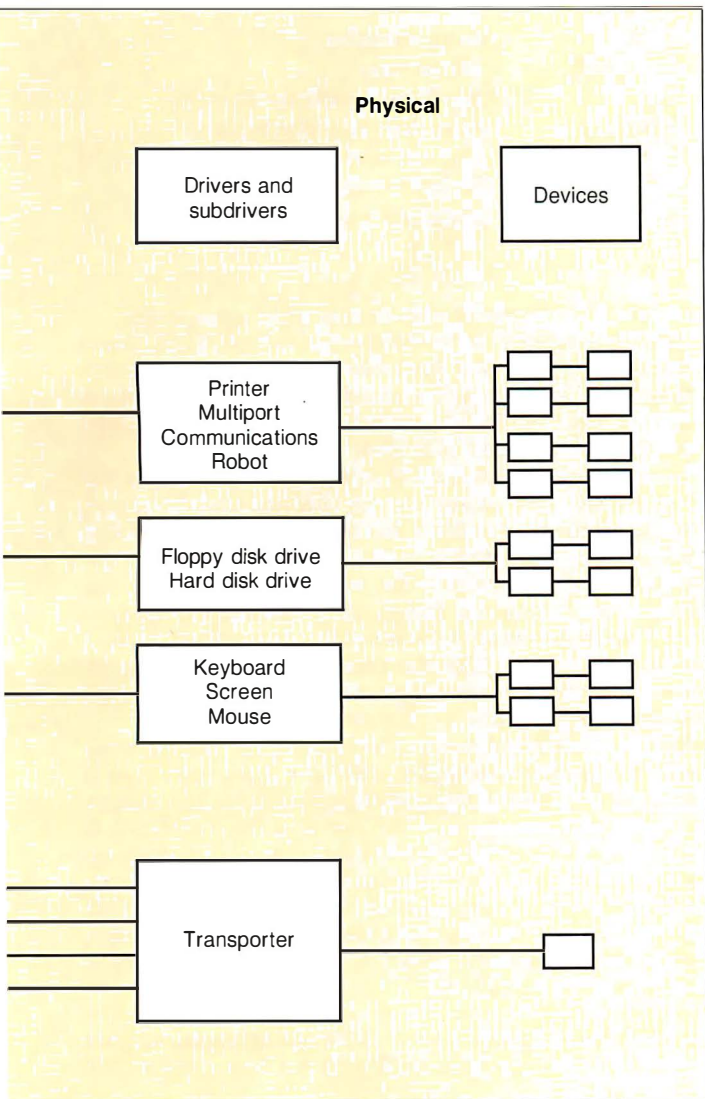 Physical
Drivers and
subdrivers
Devices
Printer
Multiport
Communications
Robot
Floppy disk drive
Hard disk drive
Keyboard
Screen
Mouse
Transporter